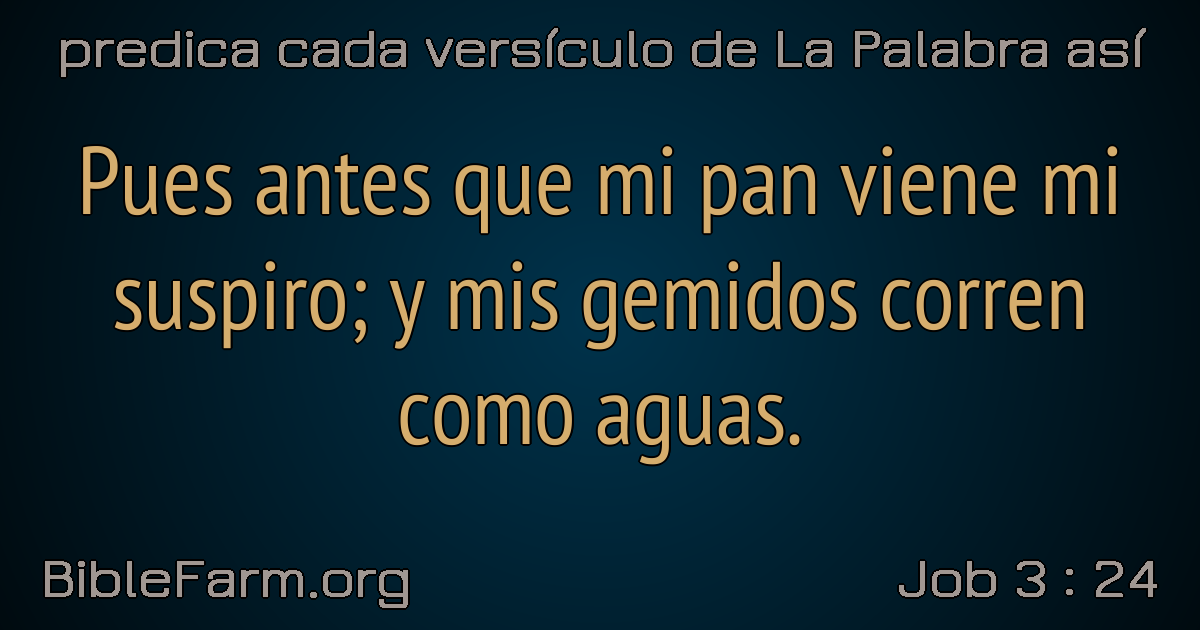 predica cada versículo de La Palabra así
Pues antes que mi pan viene mi
suspiro; y mis gemidos corren
como aguas.
BibleFarm.org
Job 3 : 24